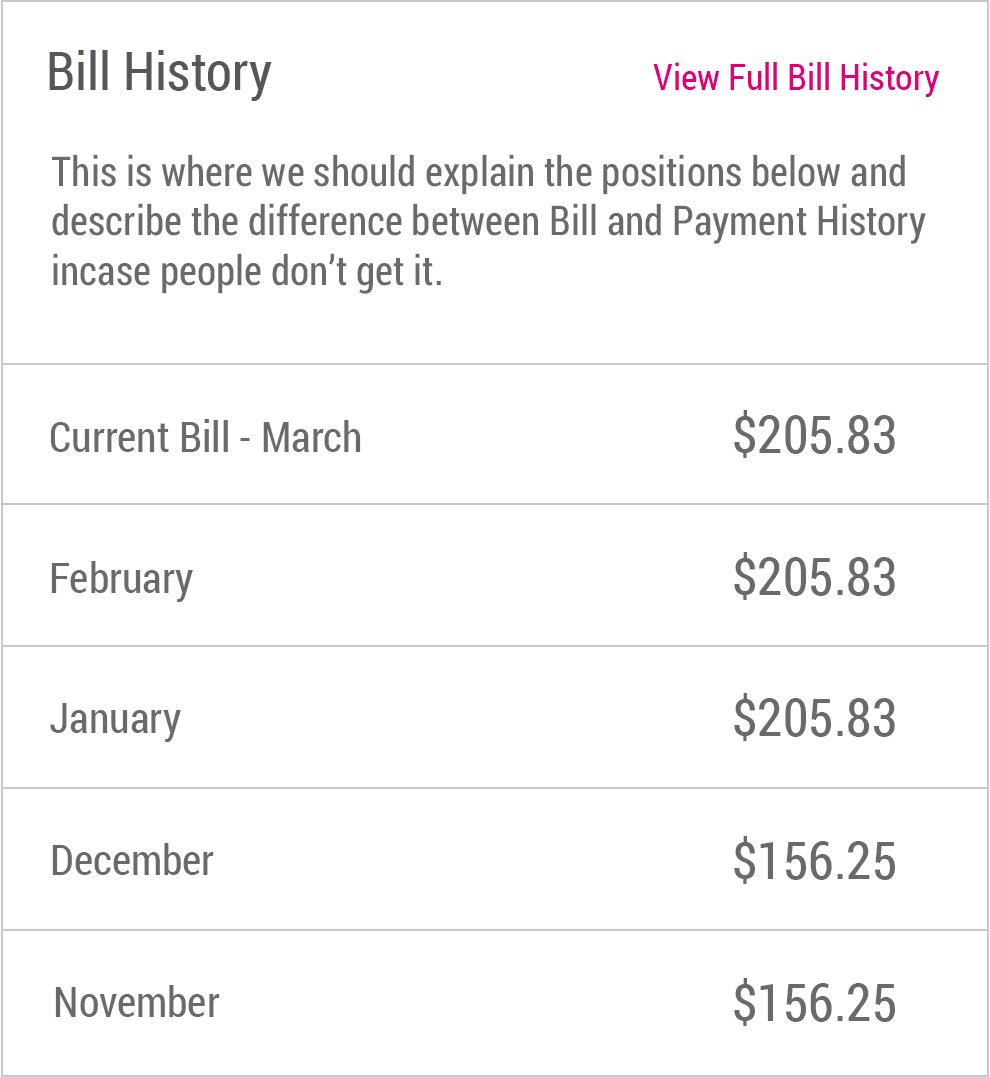 Bill History
View Full Bill History
This is where we should explain the positions below and
describe the difference between Bill and Payment History
incase people don’t get it.
Current Bill - March
$205.83
February
$205.83
January
$205.83
December
$156.25
November
$156.25